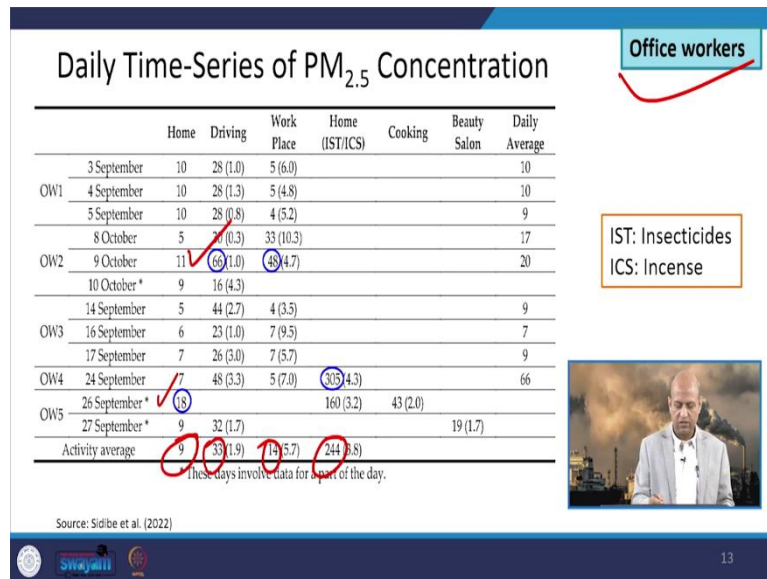 Office workers
Daily Time-Series of PM2.5 Concentration
Home Driving Work Place Home (IST/ICS) Cooking Beauty Salon Daily Average
OW1 3 September 10 28 (1.0) 5 (6.0) 10
4 September 10 28 (1.3) 5 (4.8) 10
5 September 10 28 (0.8) 4 (5.2) 9
OW2 8 October 5 (0.3) 33 (10.3) 17
9 October 11 66 (1.0) 48 (4.7) 20
10 October * 9 16 (4.3)
OW3 14 September 5 44 (2.7) 4 (3.5) 9
16 September 6 23 (1.0) 7 (9.5) 7
17 September 7 26 (3.0) 7 (5.7) 9
OW4 24 September 7 48 (3.3) 5 (7.0) 305 (4.3) 66
OW5 26 September * 18 160 (3.2) 43 (2.0)
27 September * 9 32 (1.7) 19 (1.7)
Activity average 9 33 (1.9) 14 (5.7) 244 (3.8)
* These days involve data for a part of the day.
IST: Insecticides
ICS: Incense
Source: Sidibe et al. (2022)
swayam
13